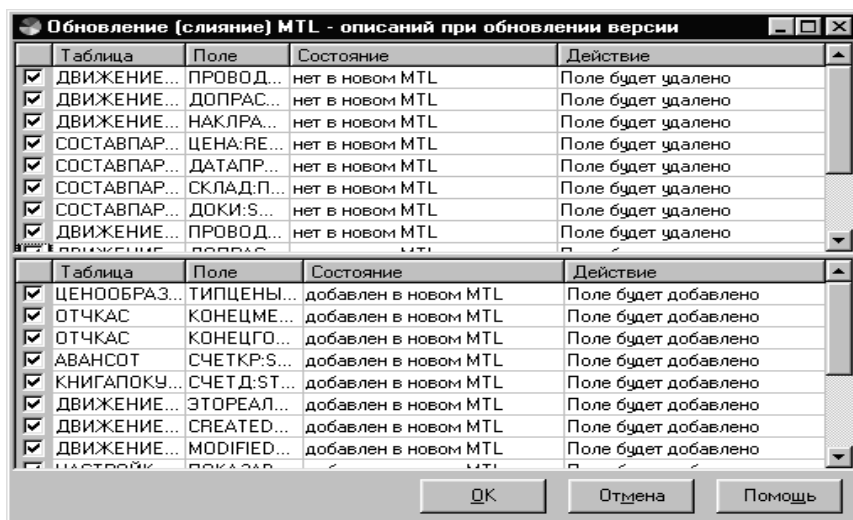 Обновление (слияние) MTL - описаний при обновлении версии
Таблица Поле Состояние Действие
ДВИЖЕНИЕ... ПРОВОД... нет в новом MTL Поле будет удалено
ДВИЖЕНИЕ... ДОПРАС... нет в новом MTL Поле будет удалено
ДВИЖЕНИЕ... НАКЛРА... нет в новом MTL Поле будет удалено
СОСТАВПАР... ЦЕНА:RE... нет в новом MTL Поле будет удалено
СОСТАВПАР... ДАТАПР... нет в новом MTL Поле будет удалено
СОСТАВПАР... СКЛАД:П... нет в новом MTL Поле будет удалено
СОСТАВПАР... ДОКИ:S... нет в новом MTL Поле будет удалено
ДВИЖЕНИЕ... ПРОВОД... нет в новом MTL Поле будет удалено
Таблица Поле Состояние Действие
ЦЕНООБРАЗ... ТИПЦЕНЫ... добавлен в новом MTL Поле будет добавлено
ОТЧКАС КОНЕЦМЕ... добавлен в новом MTL Поле будет добавлено
ОТЧКАС КОНЕЦГО... добавлен в новом MTL Поле будет добавлено
АВАНСОТ СЧЕТКР:S... добавлен в новом MTL Поле будет добавлено
КНИГАПОКУ... СЧЕТД:ST... добавлен в новом MTL Поле будет добавлено
ДВИЖЕНИЕ... ЭТОРЕАЛ... добавлен в новом MTL Поле будет добавлено
ДВИЖЕНИЕ... CREATED... добавлен в новом MTL Поле будет добавлено
ДВИЖЕНИЕ... MODIFIED... добавлен в новом MTL Поле будет добавлено
OK Отмена Помощь